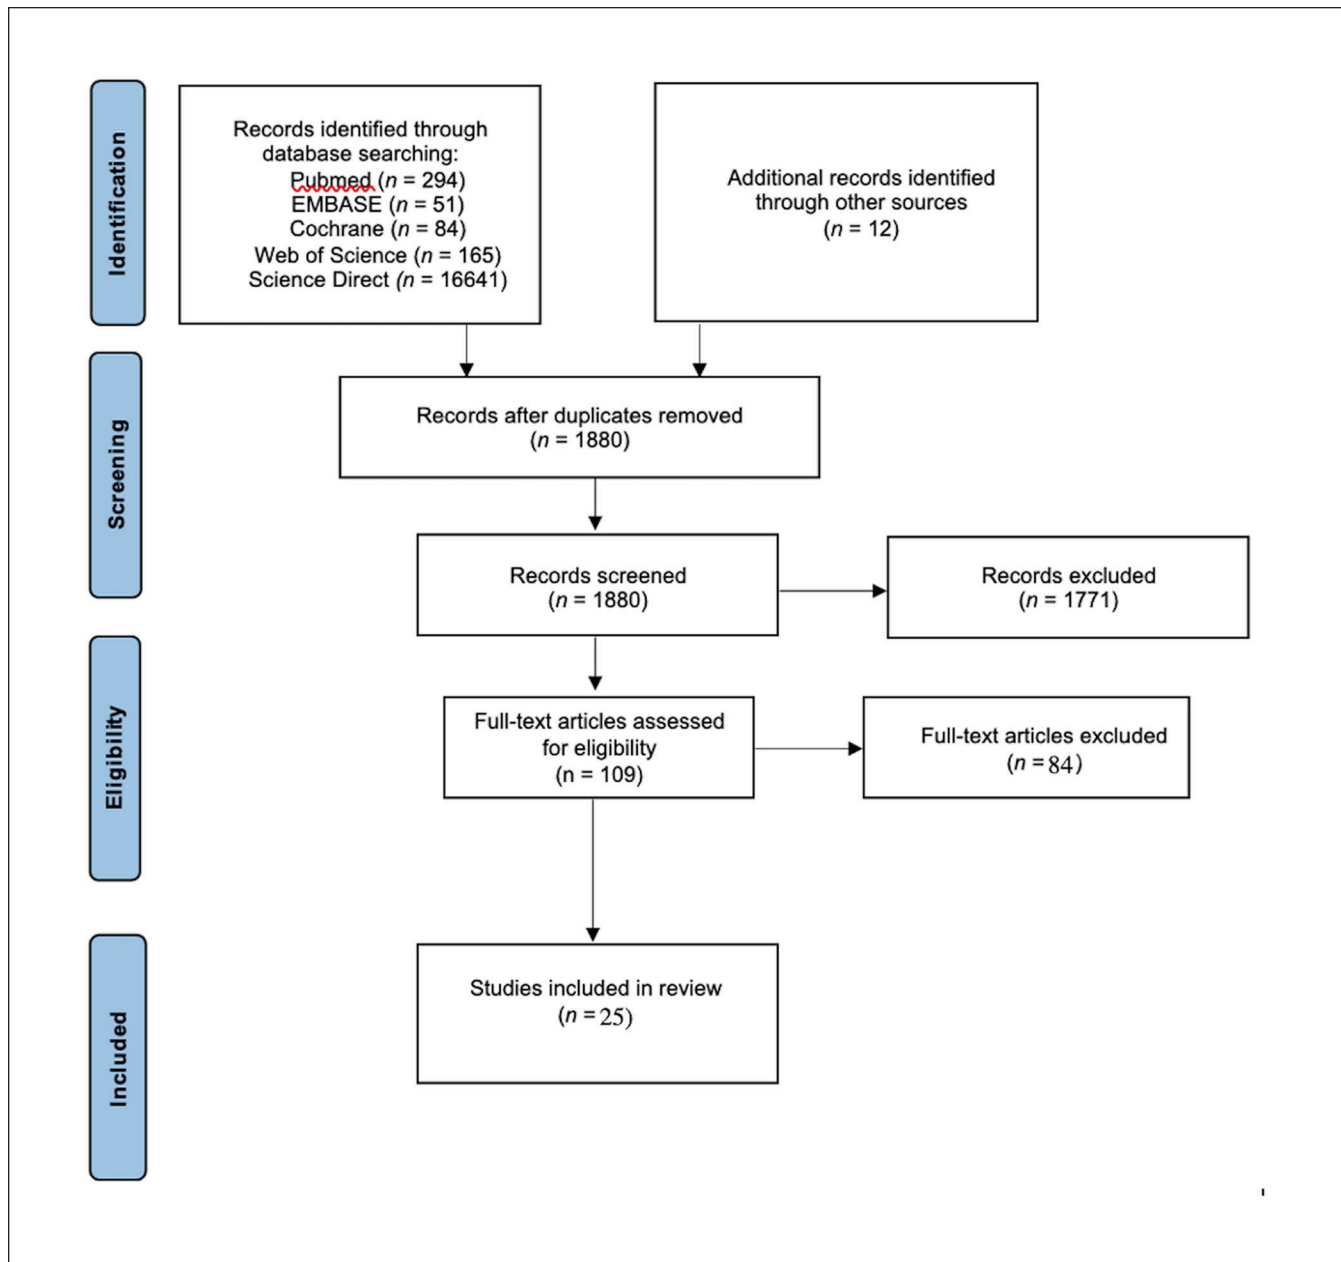 Identification
Records identified through
database searching:
Pubmed (n = 294)
EMBASE (n = 51)
Cochrane (n = 84)
Web of Science (n = 165)
Science Direct (n = 16641)
Additional records identified
through other sources
(n = 12)
Screening
Records after duplicates removed
(n = 1880)
Records screened
(n = 1880)
Records excluded
(n = 1771)
Eligibility
Full-text articles assessed
for eligibility
(n = 109)
Full-text articles excluded
(n = 84)
Included
Studies included in review
(n = 25)